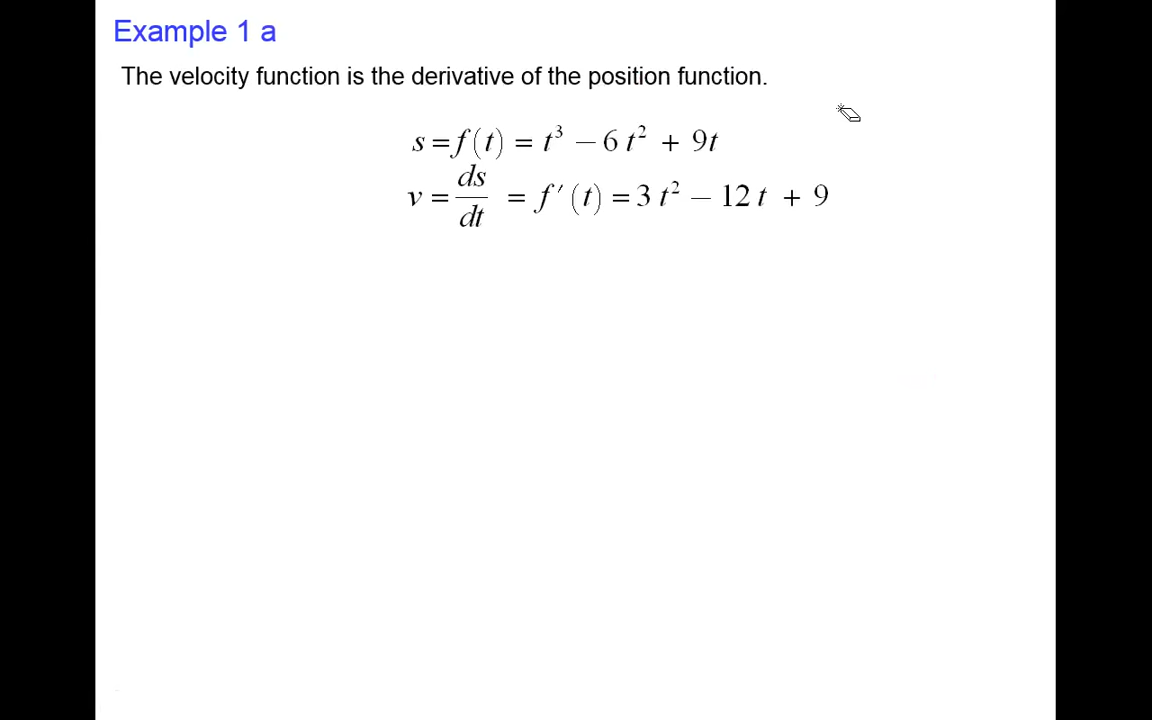 Example 1 a
The velocity function is the derivative of the position function.
s = f(t) = t³ − 6t² + 9t
v = ds/dt = f′(t) = 3t² − 12t + 9